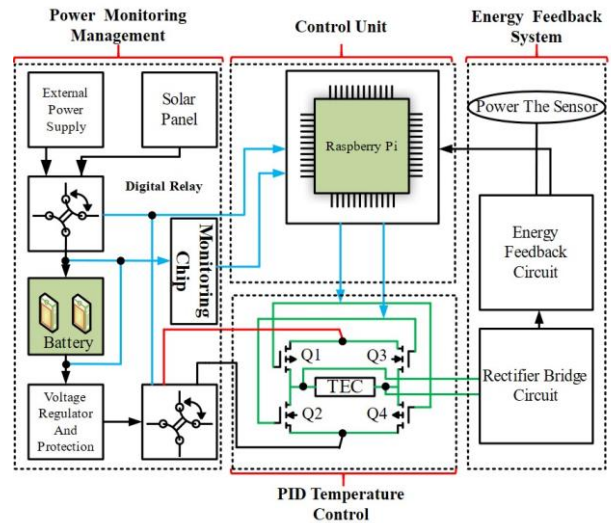 Power Monitoring
Management
Control Unit
Energy Feedback
System
External
Power
Supply
Solar
Panel
Digital Relay
Monitoring
Chip
Battery
Voltage
Regulator
And
Protection
Raspberry Pi
Q1
Q3
TEC
Q2
Q4
PID Temperature
Control
Power The Sensor
Energy
Feedback
Circuit
Rectifier Bridge
Circuit